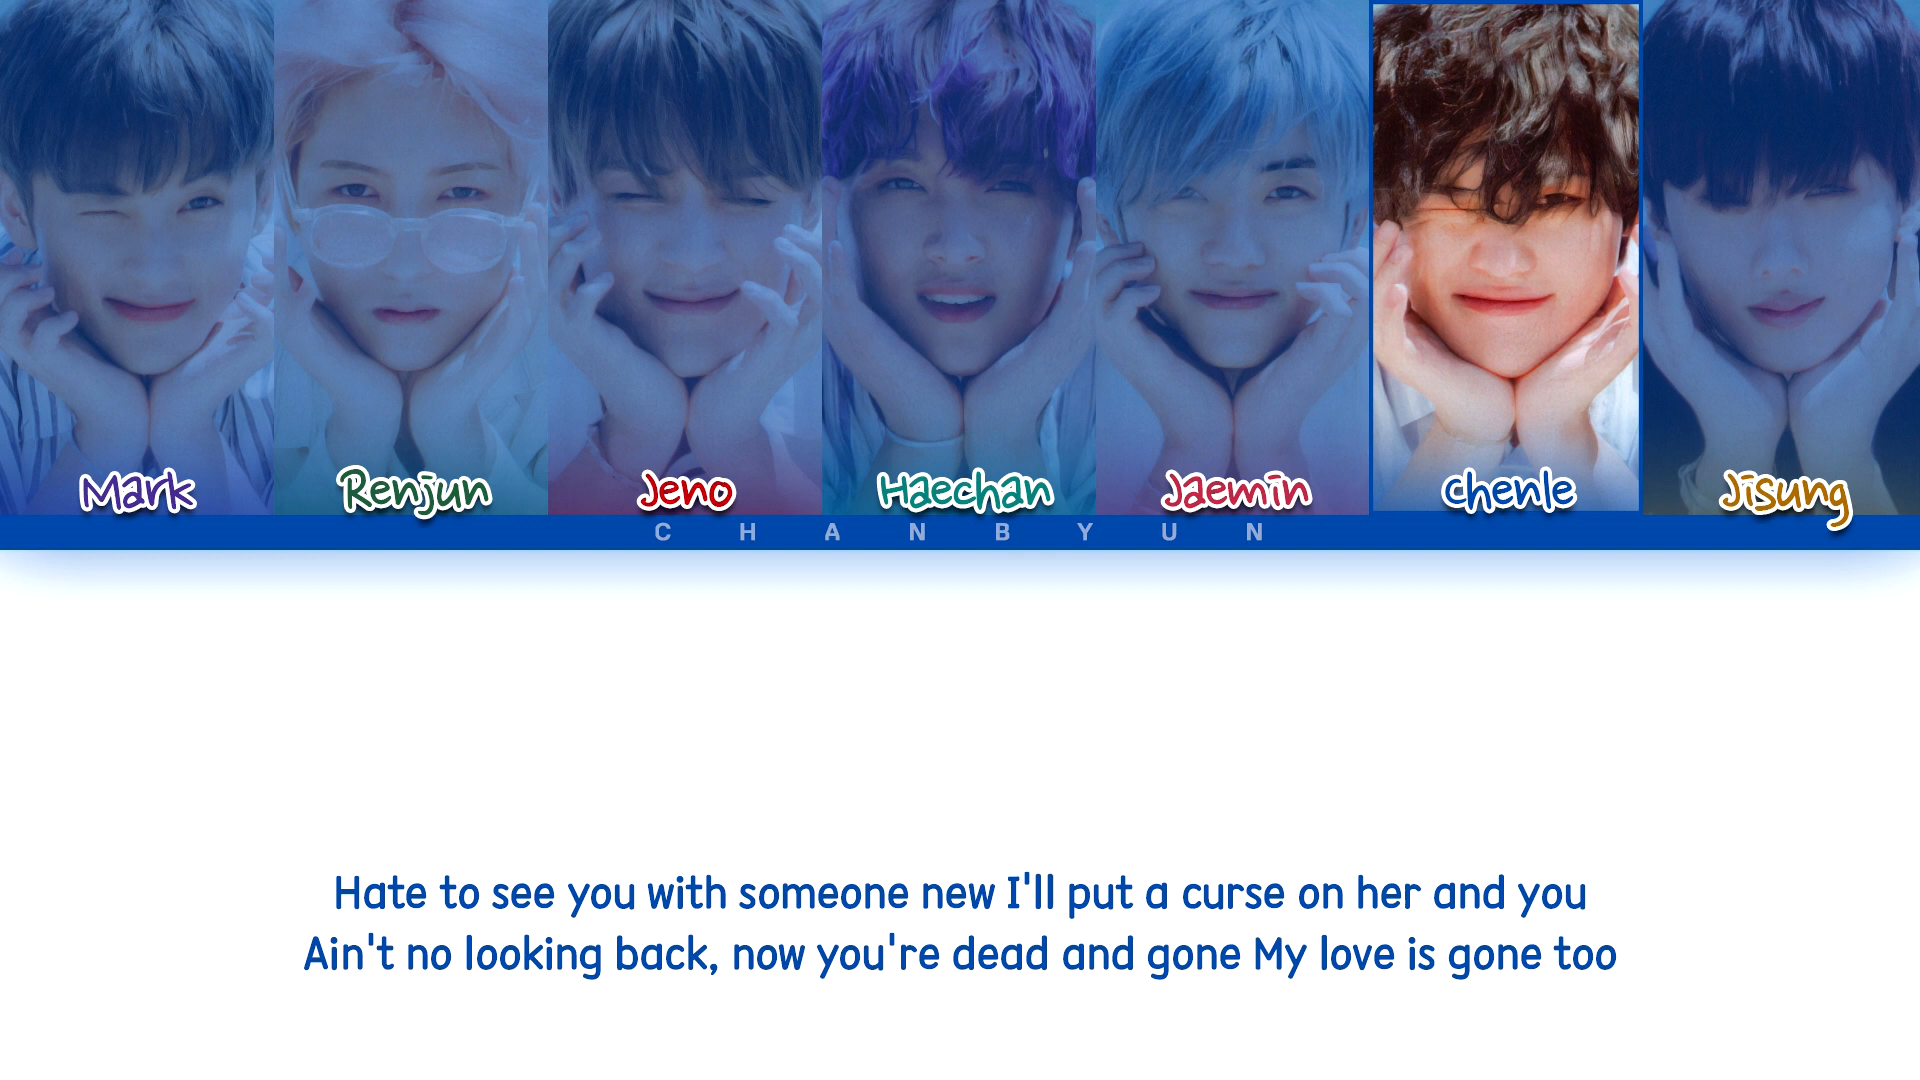 Mark Renjun Jeno Haechan Jaemin chenle Jisung
CHANBYUN
Hate to see you with someone new I'll put a curse on her and you
Ain't no looking back, now you're dead and gone My love is gone too